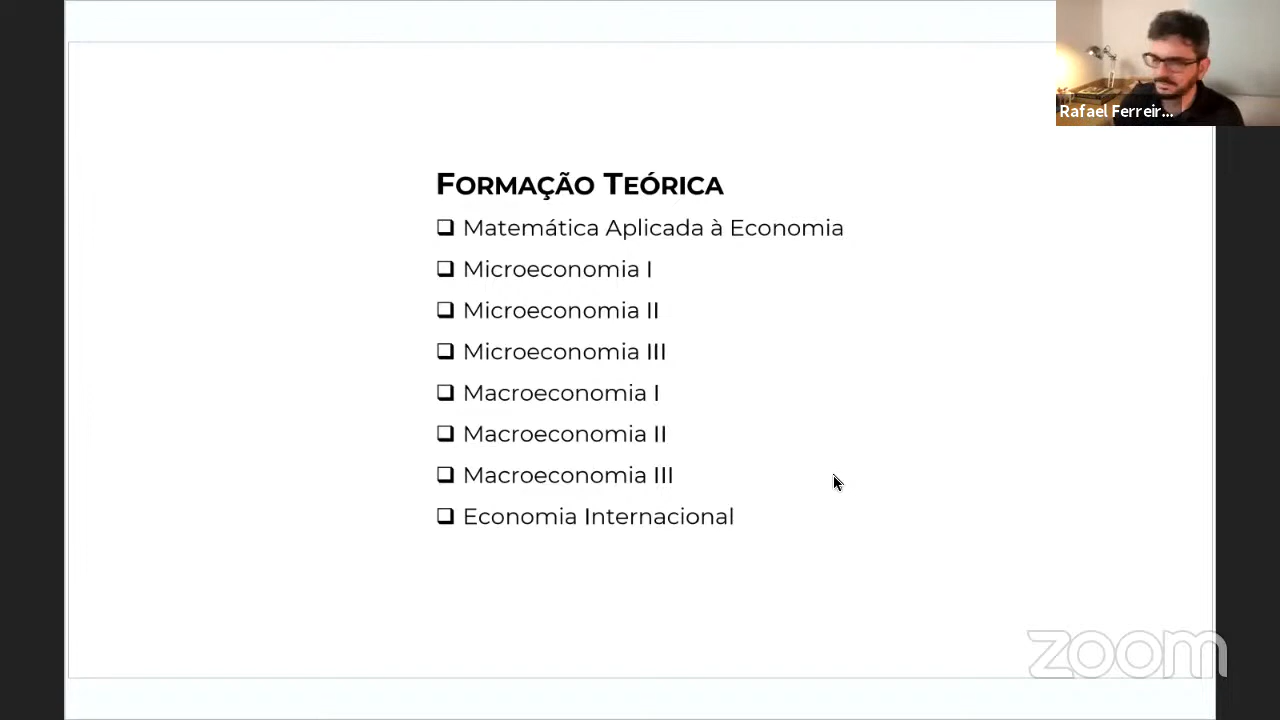 Rafael Ferreir...
FORMAÇÃO TEÓRICA
Matemática Aplicada à Economia
Microeconomia I
Microeconomia II
Microeconomia III
Macroeconomia I
Macroeconomia II
Macroeconomia III
Economia Internacional
zoom